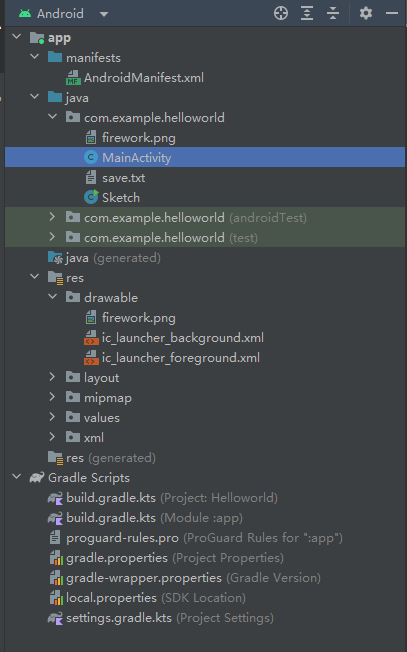 Android
app
manifests
AndroidManifest.xml
java
com.example.helloworld
firework.png
MainActivity
save.txt
Sketch
com.example.helloworld (androidTest)
com.example.helloworld (test)
java (generated)
res
drawable
firework.png
ic_launcher_background.xml
ic_launcher_foreground.xml
layout
mipmap
values
xml
res (generated)
Gradle Scripts
build.gradle.kts (Project: Helloworld)
build.gradle.kts (Module :app)
proguard-rules.pro (ProGuard Rules for ":app")
gradle.properties (Project Properties)
gradle-wrapper.properties (Gradle Version)
local.properties (SDK Location)
settings.gradle.kts (Project Settings)